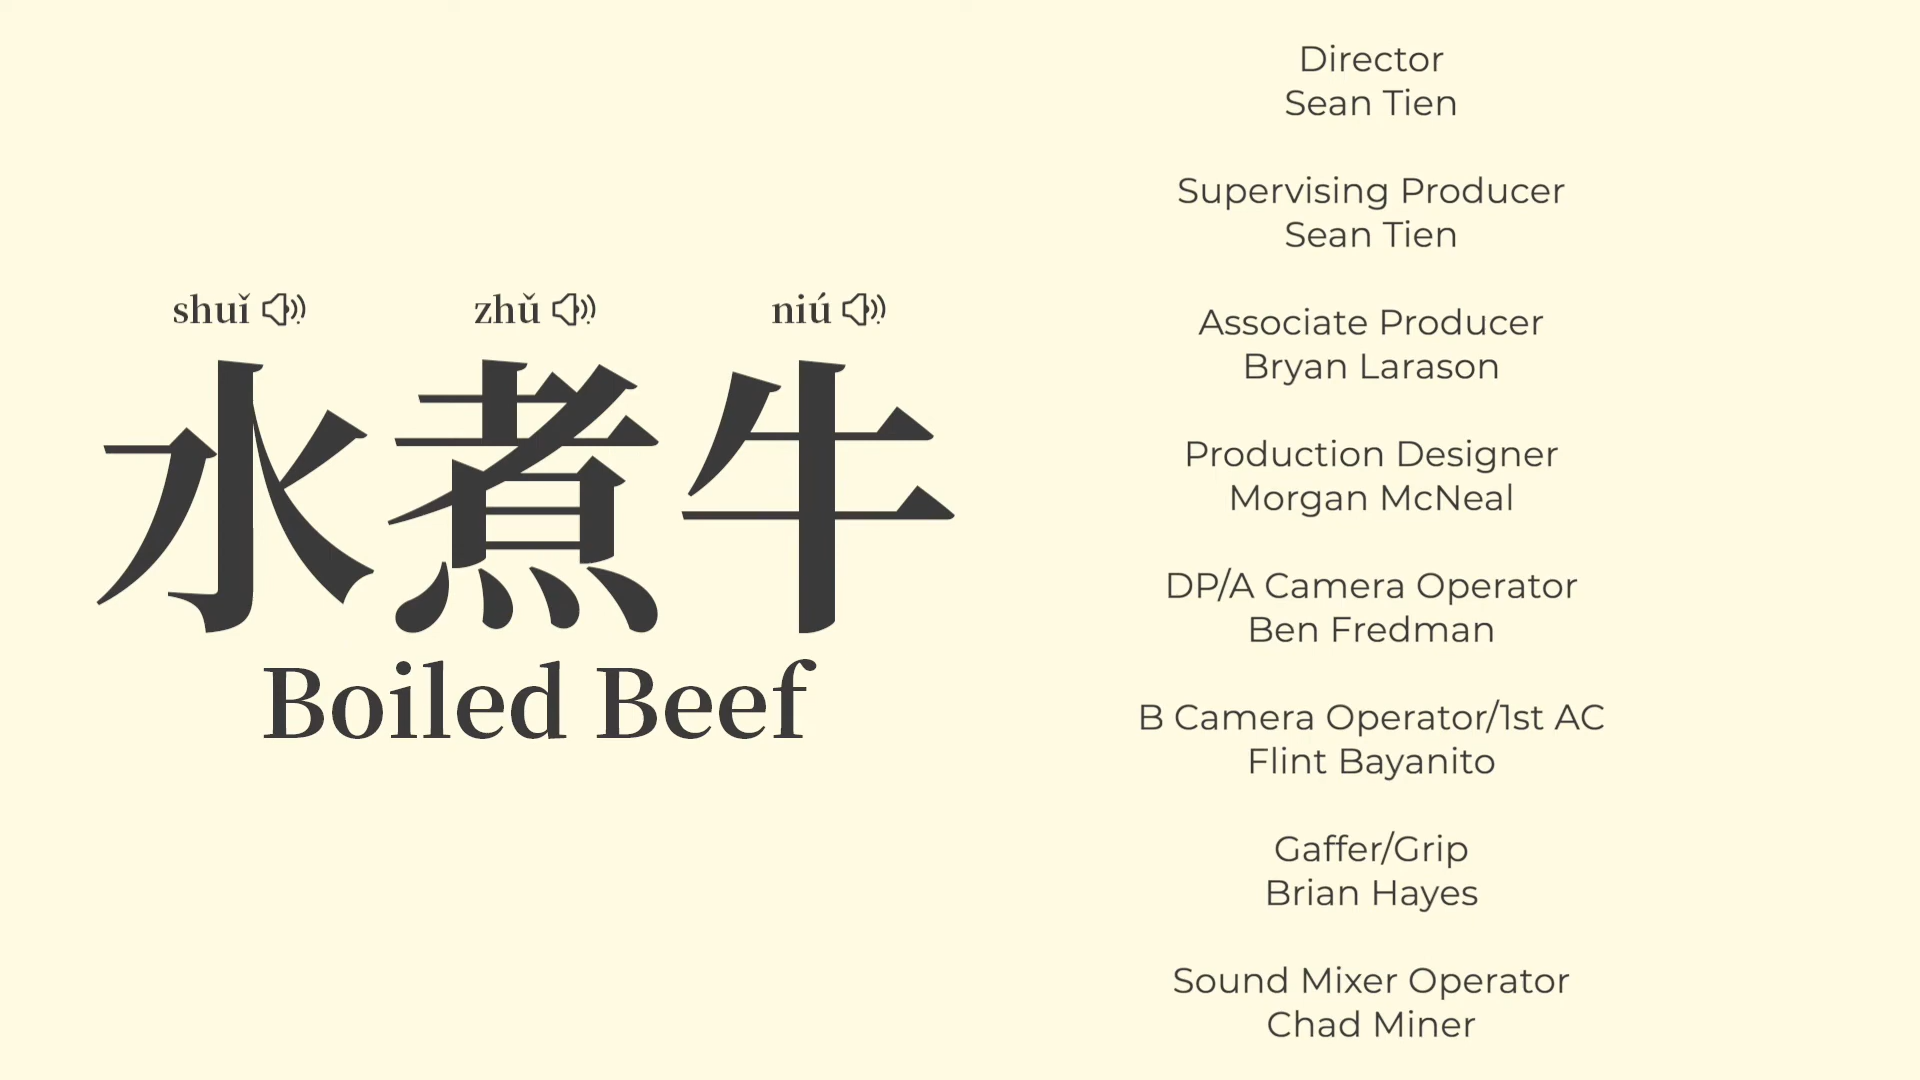 shuǐ zhǔ niú
水煮牛
Boiled Beef
Director
Sean Tien
Supervising Producer
Sean Tien
Associate Producer
Bryan Larason
Production Designer
Morgan McNeal
DP/A Camera Operator
Ben Fredman
B Camera Operator/1st AC
Flint Bayanito
Gaffer/Grip
Brian Hayes
Sound Mixer Operator
Chad Miner